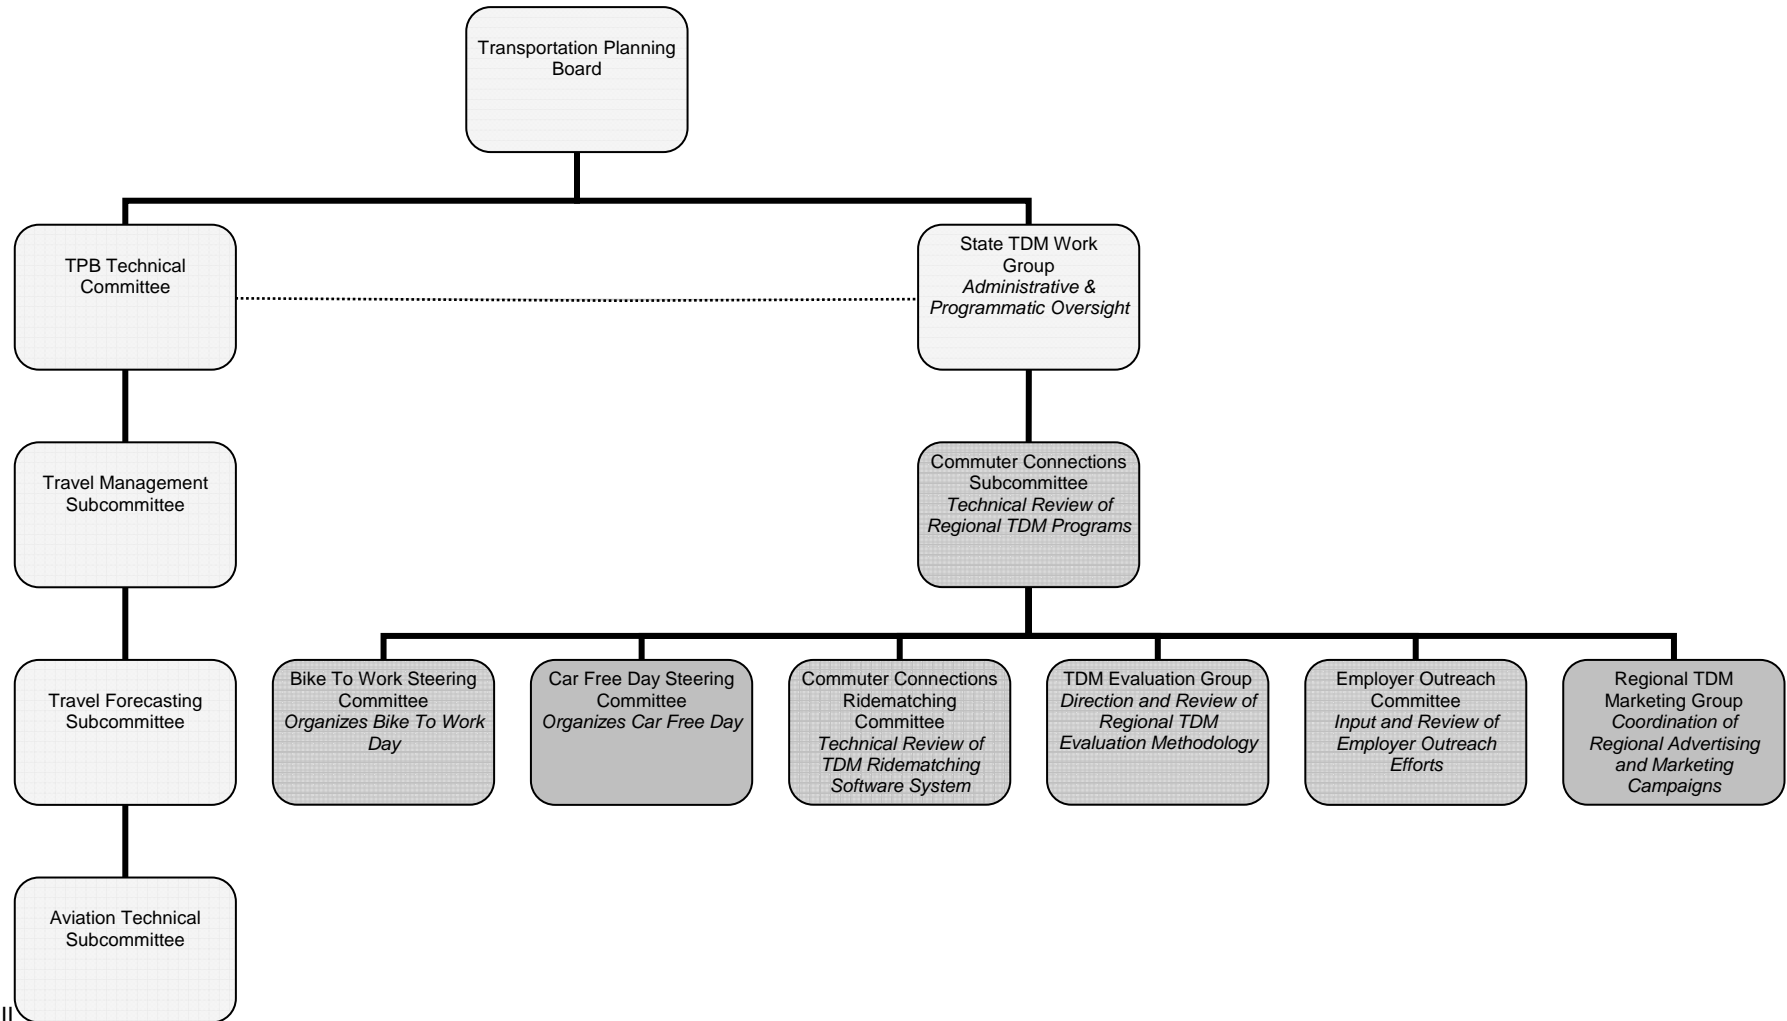 Transportation Planning
Board
TPB Technical
Committee
State TDM Work
Group
Administrative &
Programmatic Oversight
Travel Management
Subcommittee
Commuter Connections
Subcommittee
Technical Review of
Regional TDM Programs
Travel Forecasting
Subcommittee
Bike To Work Steering
Committee
Organizes Bike To Work
Day
Car Free Day Steering
Committee
Organizes Car Free Day
Commuter Connections
Ridematching
Committee
Technical Review of
TDM Ridematching
Software System
TDM Evaluation Group
Direction and Review of
Regional TDM
Evaluation Methodology
Employer Outreach
Committee
Input and Review of
Employer Outreach
Efforts
Regional TDM
Marketing Group
Coordination of
Regional Advertising
and Marketing
Campaigns
Aviation Technical
Subcommittee
II